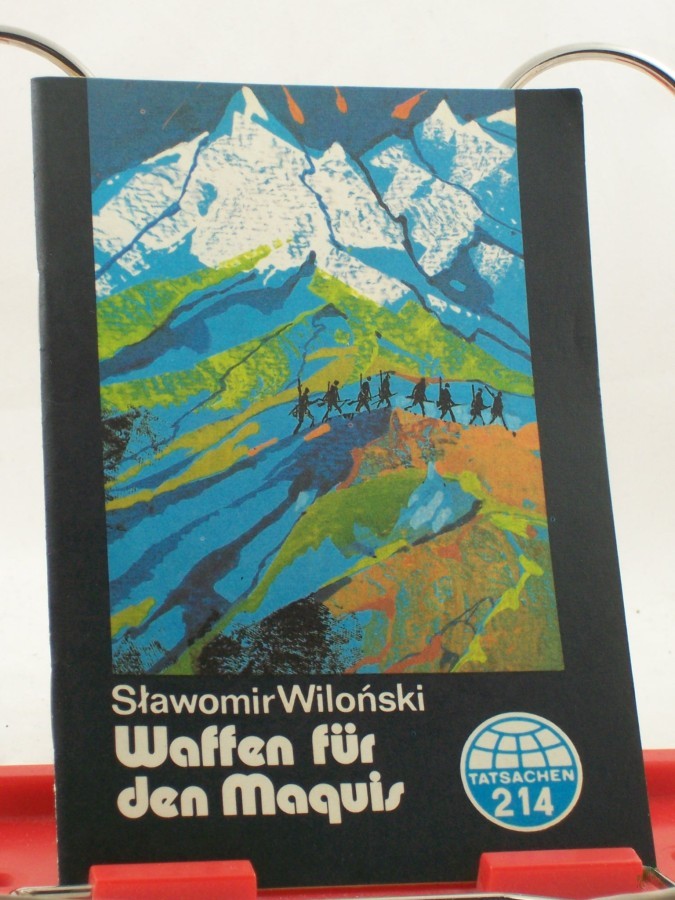 Sławomir Wiloński
Waffen für
den Maquis
TATSACHEN
214